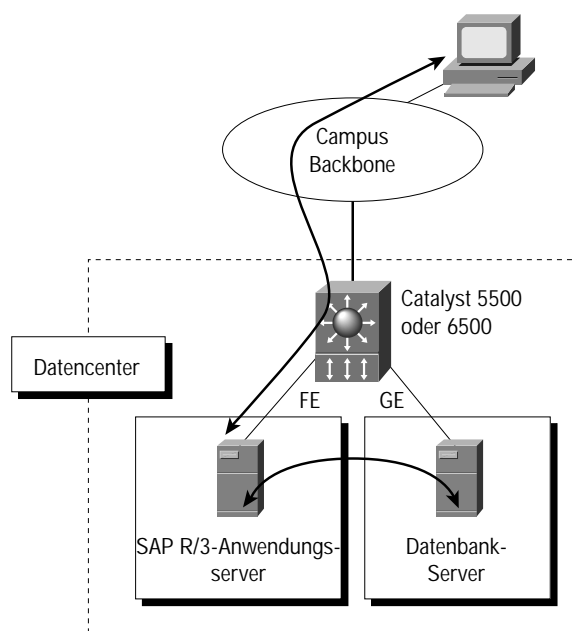 Campus
Backbone
Catalyst 5500
oder 6500
Datencenter
FE
GE
SAP R/3-Anwendungs-
server
Datenbank-
Server